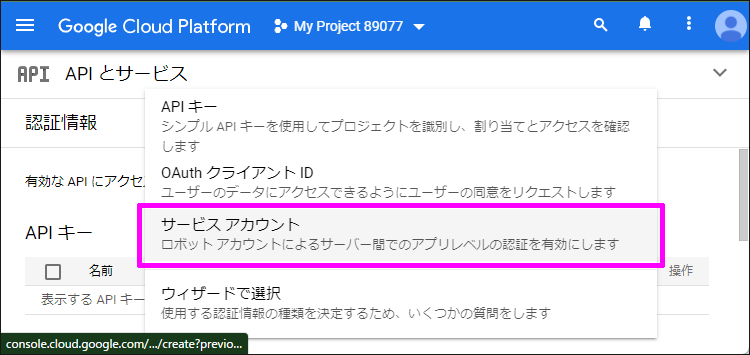 Google Cloud Platform My Project 89077
API API とサービス
API キー
認証情報
シンプル API キーを使用してプロジェクトを識別し、割り当てとアクセスを確認
します
OAuth クライアント ID
有効な API にアクセス
ユーザーのデータにアクセスできるようにユーザーの同意をリクエストします
サービス アカウント
API キー
ロボット アカウントによるサーバー間でのアプリレベルの認証を有効にします
名前
操作
ウィザードで選択
表示する API キー
使用する認証情報の種類を決定するため、いくつかの質問をします
console.cloud.google.com/.../create?previo...